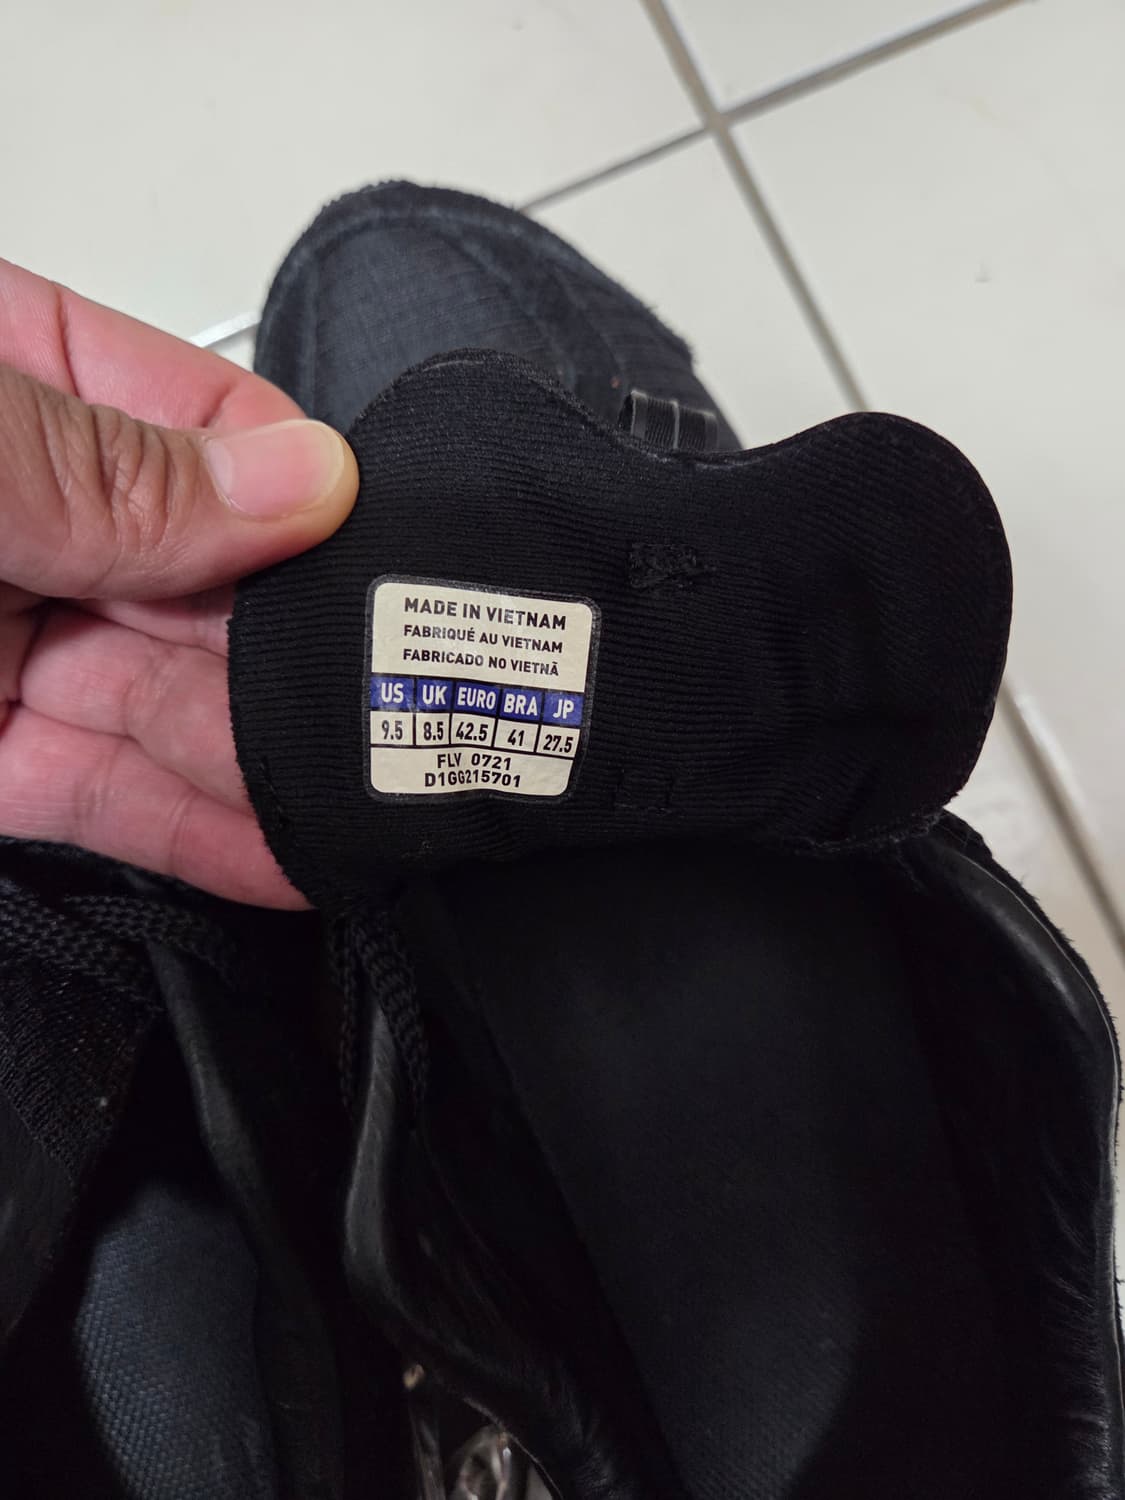 MADE IN VIETNAM
FABRIQUÉ AU VIETNAM
FABRICADO NO VIETNÃ
US UK EURO BRA JP
9.5 8.5 42.5 41 27.5
FLV 0721
D1GG215701